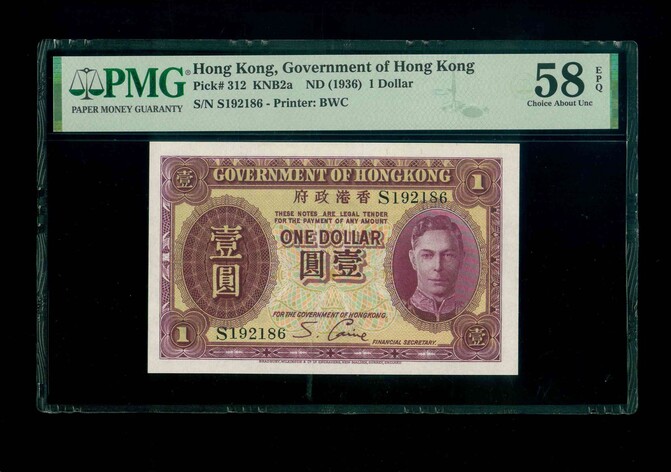 PMG® Hong Kong, Government of Hong Kong
Pick# 312 KNB2a ND (1936) 1 Dollar
PAPER MONEY GUARANTY
S/N S192186 - Printer: BWC
58 EPQ
Choice About Unc
壹 GOVERNMENT OF HONGKONG 1
府政港香 S192186
THESE NOTES ARE LEGAL TENDER
FOR THE PAYMENT OF ANY AMOUNT.
壹圓
ONE DOLLAR
圓壹
FOR THE GOVERNMENT OF HONGKONG.
1 S192186 S. Caine 壹
FINANCIAL SECRETARY.